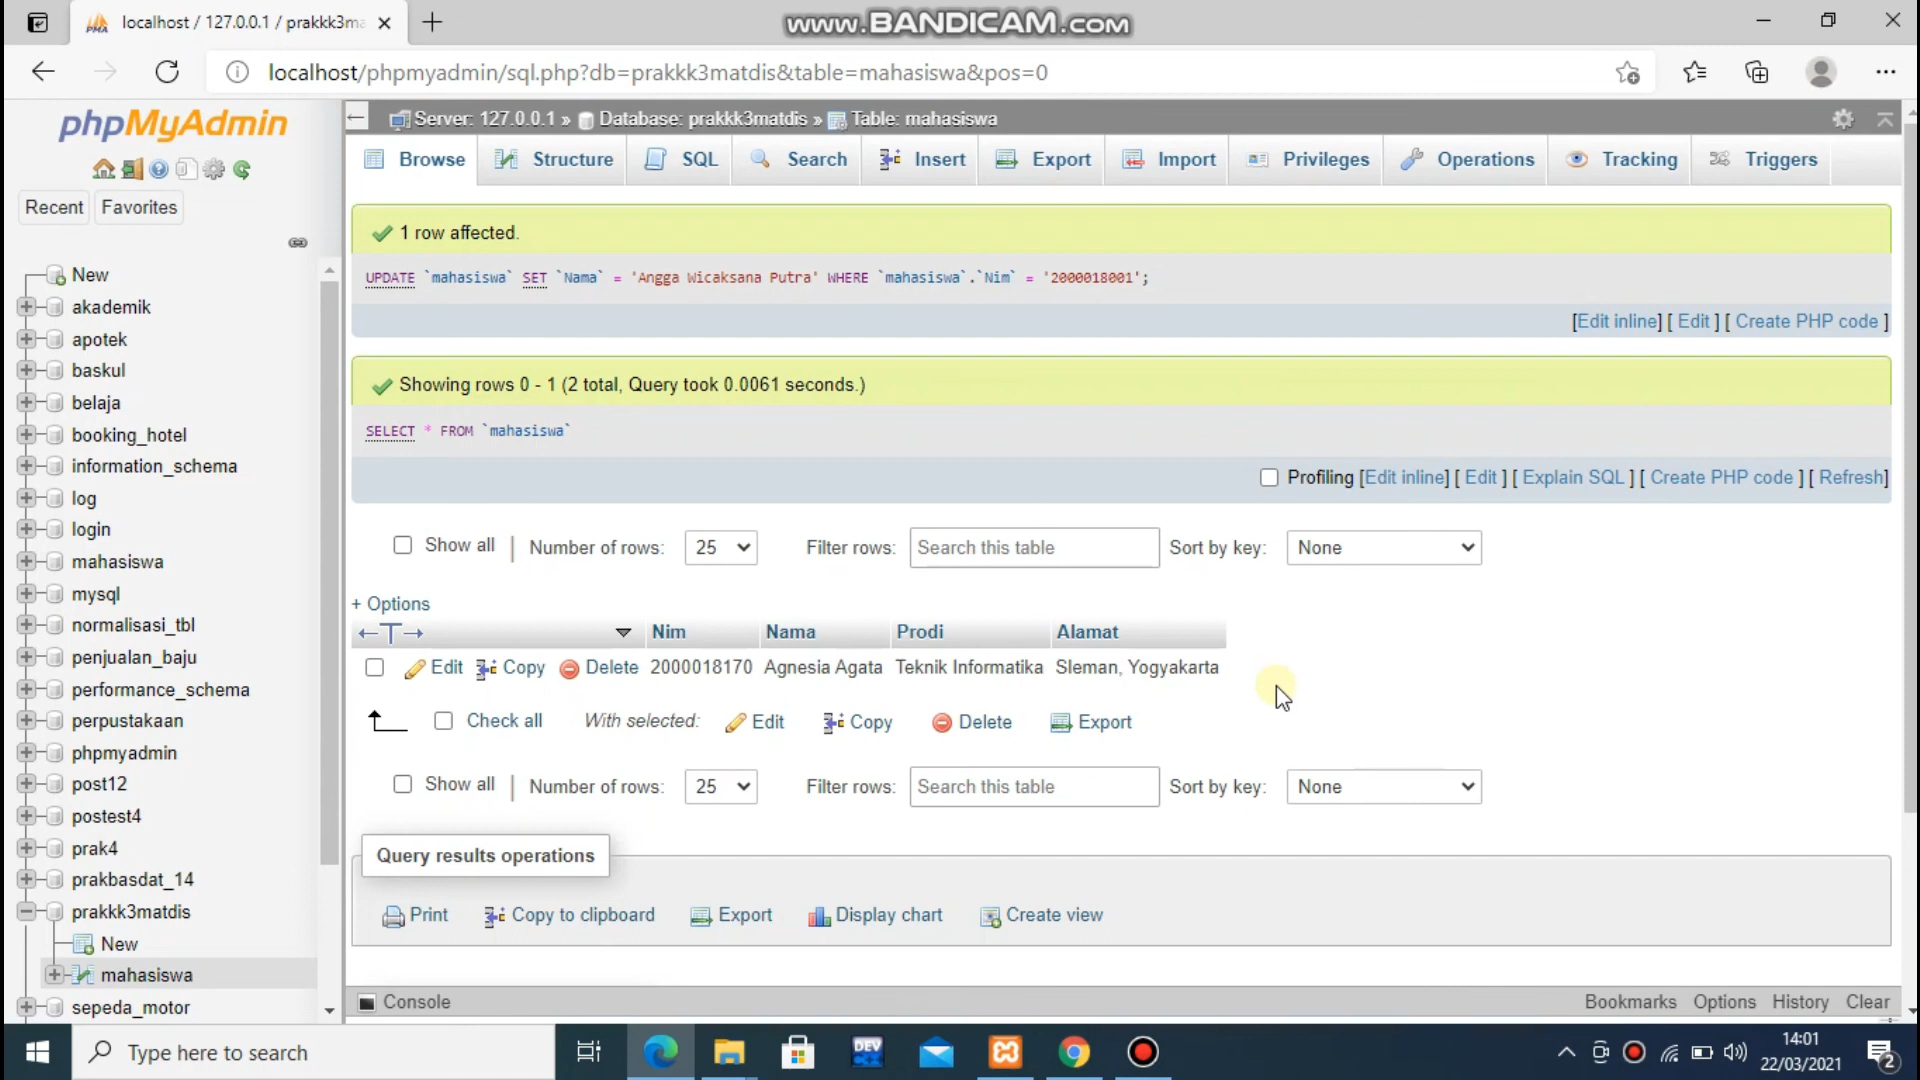 www.BANDICAM.com
localhost / 127.0.0.1 / prakkk3ma
localhost/phpmyadmin/sql.php?db=prakkk3matdis&table=mahasiswa&pos=0
phpMyAdmin
Recent
Favorites
New
akademik
apotek
baskul
belaja
booking_hotel
information_schema
log
login
mahasiswa
mysql
normalisasi_tbl
penjualan_baju
performance_schema
perpustakaan
phpmyadmin
post12
postest4
prak4
prakbasdat_14
prakkk3matdis
New
mahasiswa
sepeda_motor
Server: 127.0.0.1 » Database: prakkk3matdis » Table: mahasiswa
Browse Structure SQL Search Insert Export Import Privileges Operations Tracking Triggers
1 row affected.
UPDATE `mahasiswa` SET `Nama` = 'Angga Wicaksana Putra' WHERE `mahasiswa`.`Nim` = '2000018001';
[Edit inline] [ Edit ] [ Create PHP code ]
Showing rows 0 - 1 (2 total, Query took 0.0061 seconds.)
SELECT * FROM `mahasiswa`
Profiling [Edit inline] [ Edit ] [ Explain SQL ] [ Create PHP code ] [ Refresh]
Show all | Number of rows: 25 Filter rows: Search this table Sort by key: None
+ Options
←T→ Nim Nama Prodi Alamat
Edit Copy Delete 2000018170 Agnesia Agata Teknik Informatika Sleman, Yogyakarta
Check all With selected: Edit Copy Delete Export
Show all | Number of rows: 25 Filter rows: Search this table Sort by key: None
Query results operations
Print Copy to clipboard Export Display chart Create view
Console
Bookmarks Options History Clear
Type here to search
DEV
14:01
22/03/2021
2